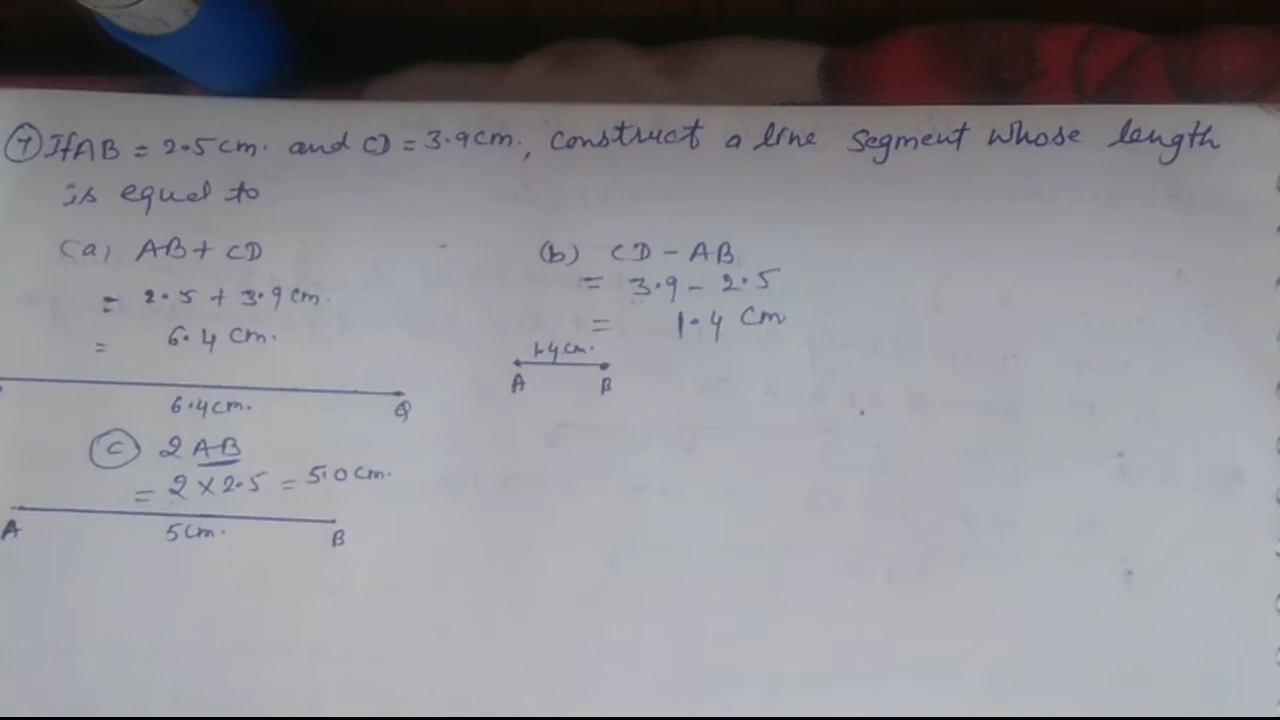 7 If AB = 2.5 cm. and CD = 3.9 cm., construct a line segment whose length
is equal to
(a) AB + CD
= 2.5 + 3.9 cm.
= 6.4 cm.
6.4 cm.
Q
(b) CD - AB
= 3.9 - 2.5
= 1.4 cm
1.4 cm.
A B
(c) 2 AB
= 2 × 2.5 = 5.0 cm.
A 5 cm. B